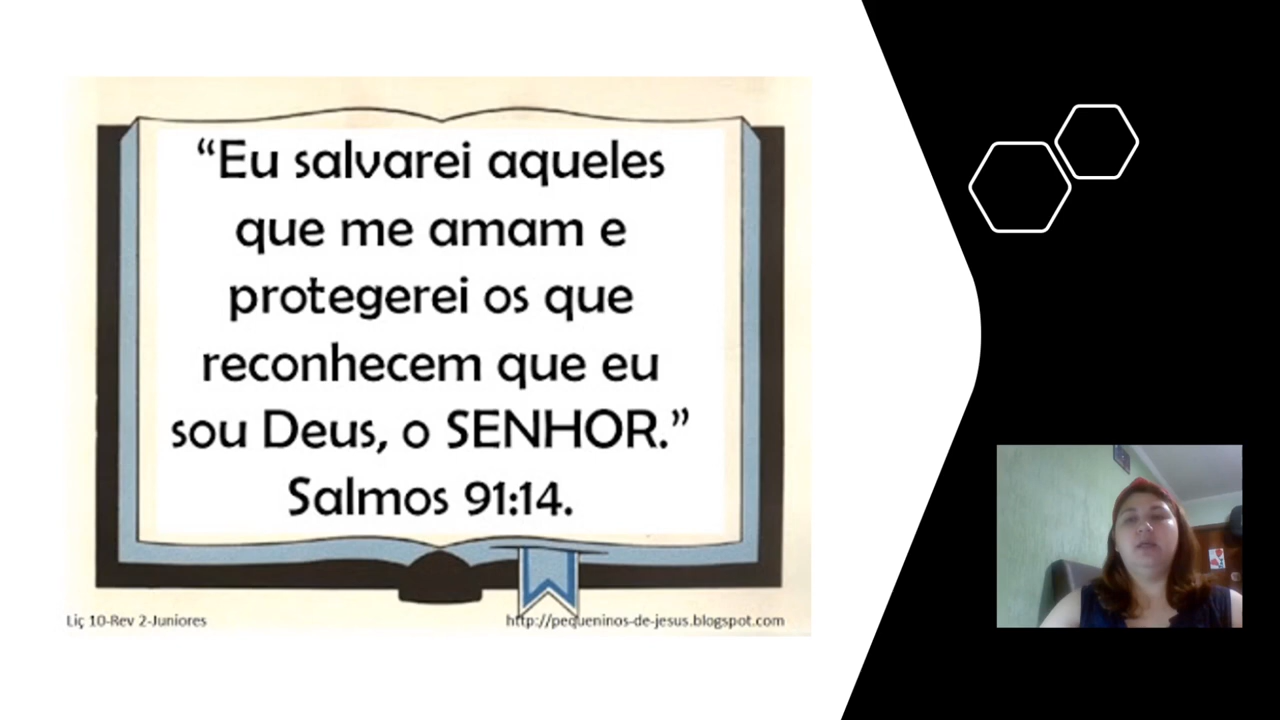 “Eu salvarei aqueles
que me amam e
protegerei os que
reconhecem que eu
sou Deus, o SENHOR.”
Salmos 91:14.
Liç 10-Rev 2-Juniores
http://pequeninos-de-jesus.blogspot.com